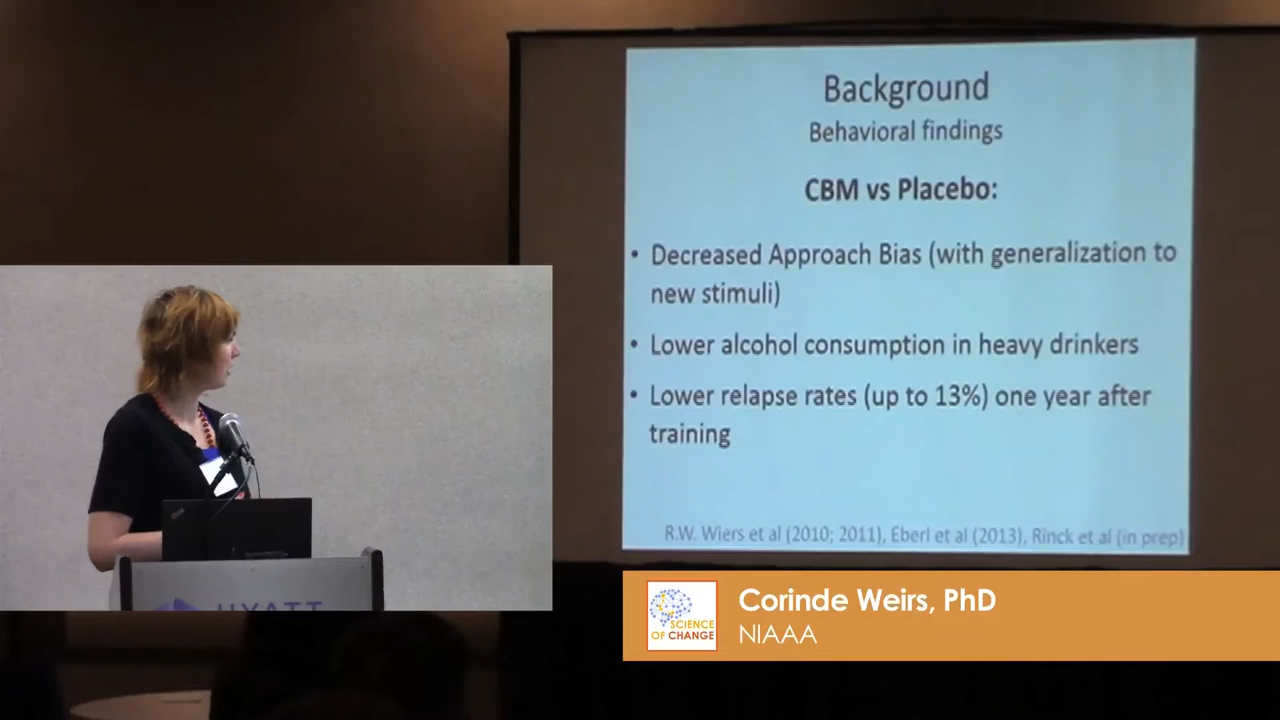 Background
Behavioral findings
CBM vs Placebo:
• Decreased Approach Bias (with generalization to
new stimuli)
• Lower alcohol consumption in heavy drinkers
• Lower relapse rates (up to 13%) one year after
training
R.W. Wiers et al (2010; 2011), Eberl et al (2013), Rinck et al (in prep)
HYATT
SCIENCE
OF CHANGE
Corinde Weirs, PhD
NIAAA